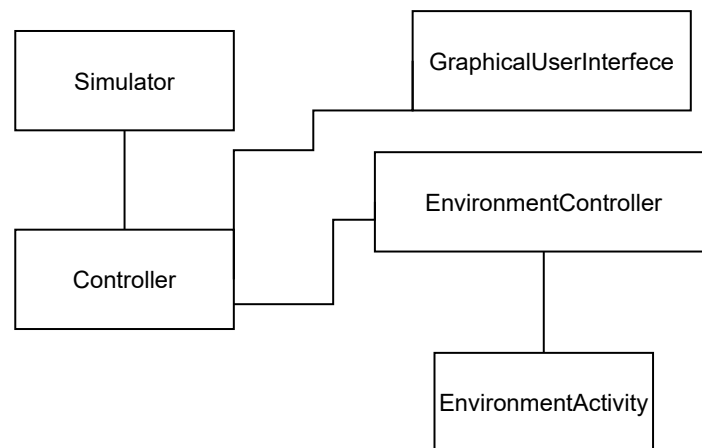 Simulator
GraphicalUserInterfece
EnvironmentController
Controller
EnvironmentActivity